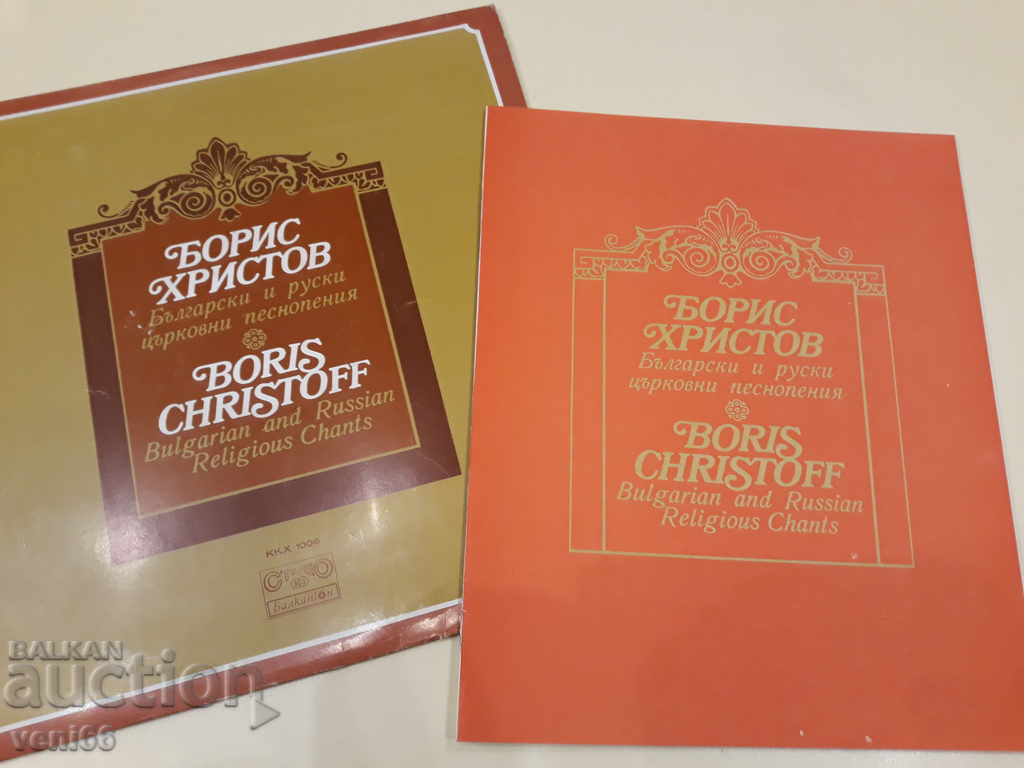 БОРИС
ХРИСТОВ
Български и руски
църковни песнопения
BORIS
CHRISTOFF
Bulgarian and Russian
Religious Chants
ККХ 1096
СТЕРЕО
Балкантон
БОРИС
ХРИСТОВ
Български и руски
църковни песнопения
BORIS
CHRISTOFF
Bulgarian and Russian
Religious Chants
BALKAN
auction
veni66